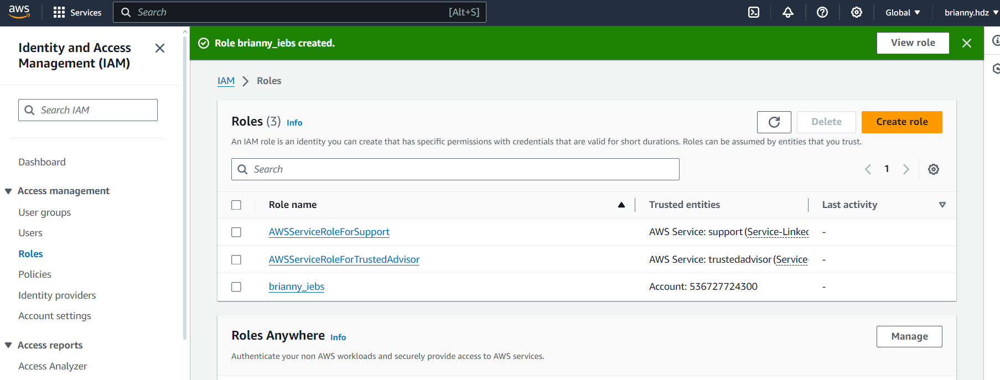 aws
Services
Search
[Alt+S]
Global
brianny.hdz
Identity and Access
Management (IAM)
Search IAM
Dashboard
Access management
User groups
Users
Roles
Policies
Identity providers
Account settings
Access reports
Access Analyzer
Role brianny_iebs created.
View role
IAM
Roles
Roles (3) Info
Delete
Create role
An IAM role is an identity you can create that has specific permissions with credentials that are valid for short durations. Roles can be assumed by entities that you trust.
Search
1
Role name
Trusted entities
Last activity
AWSServiceRoleForSupport
AWS Service: support (Service-Linked
-
AWSServiceRoleForTrustedAdvisor
AWS Service: trustedadvisor (Service-
-
brianny_iebs
Account: 536727724300
-
Roles Anywhere Info
Manage
Authenticate your non AWS workloads and securely provide access to AWS services.